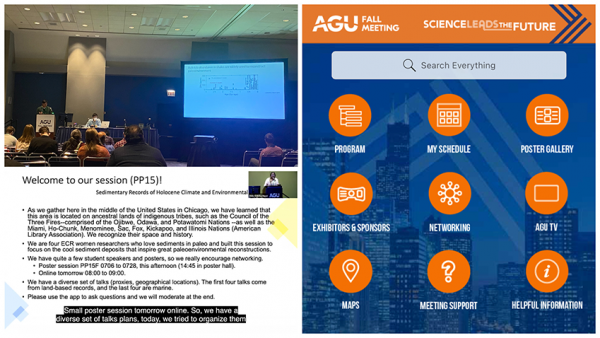 AGU
Welcome to our session (PP15)!
Sedimentary Records of Holocene Climate and Environmental
• As we gather here in the middle of the United States in Chicago, we have learned that
this area is located on ancestral lands of indigenous tribes, such as the Council of the
Three Fires--comprised of the Ojibwe, Odawa, and Potawatomi Nations --as well as the
Miami, Ho-Chunk, Menominee, Sac, Fox, Kickapoo, and Illinois Nations (American
Library Association). We recognize their space and history.
• We are four ECR women researchers who love sediments in paleo and built this session to
focus on the cool sediment deposits that inspire great paleoenvironmental reconstructions.
• We have quite a few student speakers and posters, so we really encourage networking.
• Poster session PP15F 0706 to 0728, this afternoon (14:45 in poster hall).
• Online tomorrow 08:00 to 09:00.
• We have a diverse set of talks (proxies, geographical locations). The first four talks come
from land-based records, and the last four are marine.
• Please use the app to ask questions and we will moderate at the end.
Small poster session tomorrow online. So, we have a
diverse set of talks plans, today, we tried to organize them
AGU FALL
MEETING
SCIENCE LEADS THE FUTURE
Search Everything
PROGRAM
MY SCHEDULE
POSTER GALLERY
EXHIBITORS & SPONSORS
NETWORKING
AGU TV
MAPS
MEETING SUPPORT
HELPFUL INFORMATION